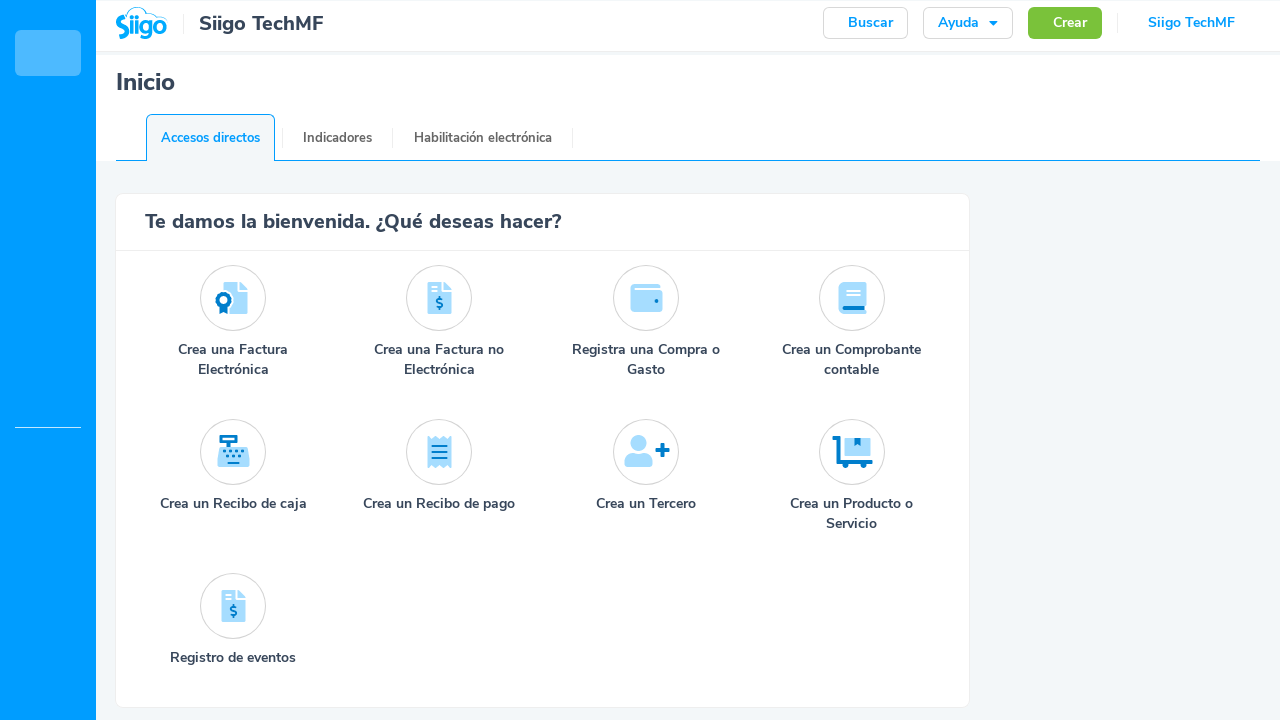 Siigo
Siigo TechMF
Buscar
Ayuda
Crear
Siigo TechMF
Inicio
Accesos directos
Indicadores
Habilitación electrónica
Te damos la bienvenida. ¿Qué deseas hacer?
Crea una Factura
Electrónica
Crea una Factura no
Electrónica
Registra una Compra o
Gasto
Crea un Comprobante
contable
Crea un Recibo de caja
Crea un Recibo de pago
Crea un Tercero
Crea un Producto o
Servicio
Registro de eventos